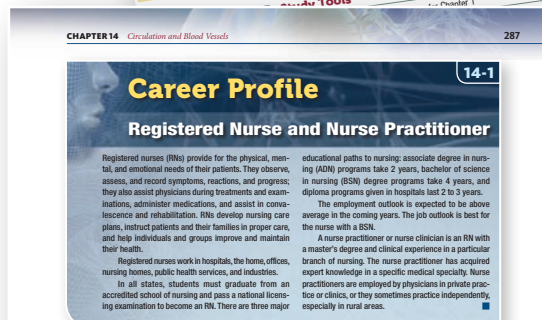 Study Tools
Chapter
CHAPTER 14 Circulation and Blood Vessels 287
14-1
Career Profile
Registered Nurse and Nurse Practitioner
Registered nurses (RNs) provide for the physical, men-
tal, and emotional needs of their patients. They observe,
assess, and record symptoms, reactions, and progress;
they also assist physicians during treatments and exam-
inations, administer medications, and assist in conva-
lescence and rehabilitation. RNs develop nursing care
plans, instruct patients and their families in proper care,
and help individuals and groups improve and maintain
their health.
Registered nurses work in hospitals, the home, offices,
nursing homes, public health services, and industries.
In all states, students must graduate from an
accredited school of nursing and pass a national licens-
ing examination to become an RN. There are three major
educational paths to nursing: associate degree in nurs-
ing (ADN) programs take 2 years, bachelor of science
in nursing (BSN) degree programs take 4 years, and
diploma programs given in hospitals last 2 to 3 years.
The employment outlook is expected to be above
average in the coming years. The job outlook is best for
the nurse with a BSN.
A nurse practitioner or nurse clinician is an RN with
a master's degree and clinical experience in a particular
branch of nursing. The nurse practitioner has acquired
expert knowledge in a specific medical specialty. Nurse
practitioners are employed by physicians in private prac-
tice or clinics, or they sometimes practice independently,
especially in rural areas.